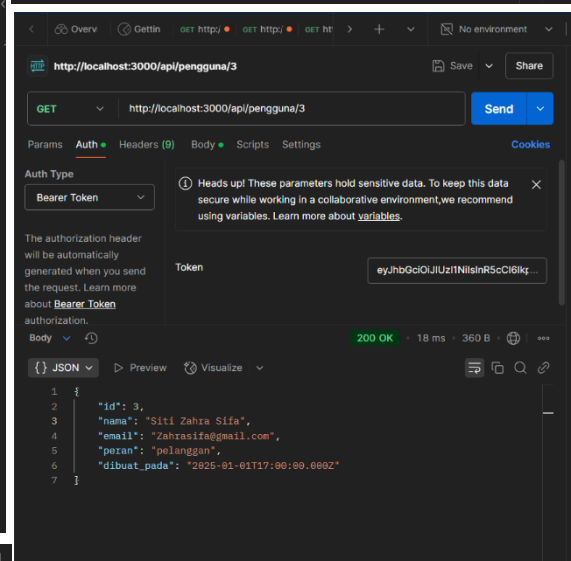 Overv Gettin GET http:/ GET http:/ GET htt No environment
HTTP http://localhost:3000/api/pengguna/3 Save Share
GET http://localhost:3000/api/pengguna/3 Send
Params Auth Headers (9) Body Scripts Settings Cookies
Auth Type
Bearer Token
The authorization header
will be automatically
generated when you send
the request. Learn more
about Bearer Token
authorization.
Heads up! These parameters hold sensitive data. To keep this data
secure while working in a collaborative environment,we recommend
using variables. Learn more about variables.
Token eyJhbGciOiJIUzI1NiIsInR5cCI6Ikp...
Body 200 OK 18 ms 360 B
{} JSON Preview Visualize
1 {
2 "id": 3,
3 "nama": "Siti Zahra Sifa",
4 "email": "Zahrasifa@gmail.com",
5 "peran": "pelanggan",
6 "dibuat_pada": "2025-01-01T17:00:00.000Z"
7 }